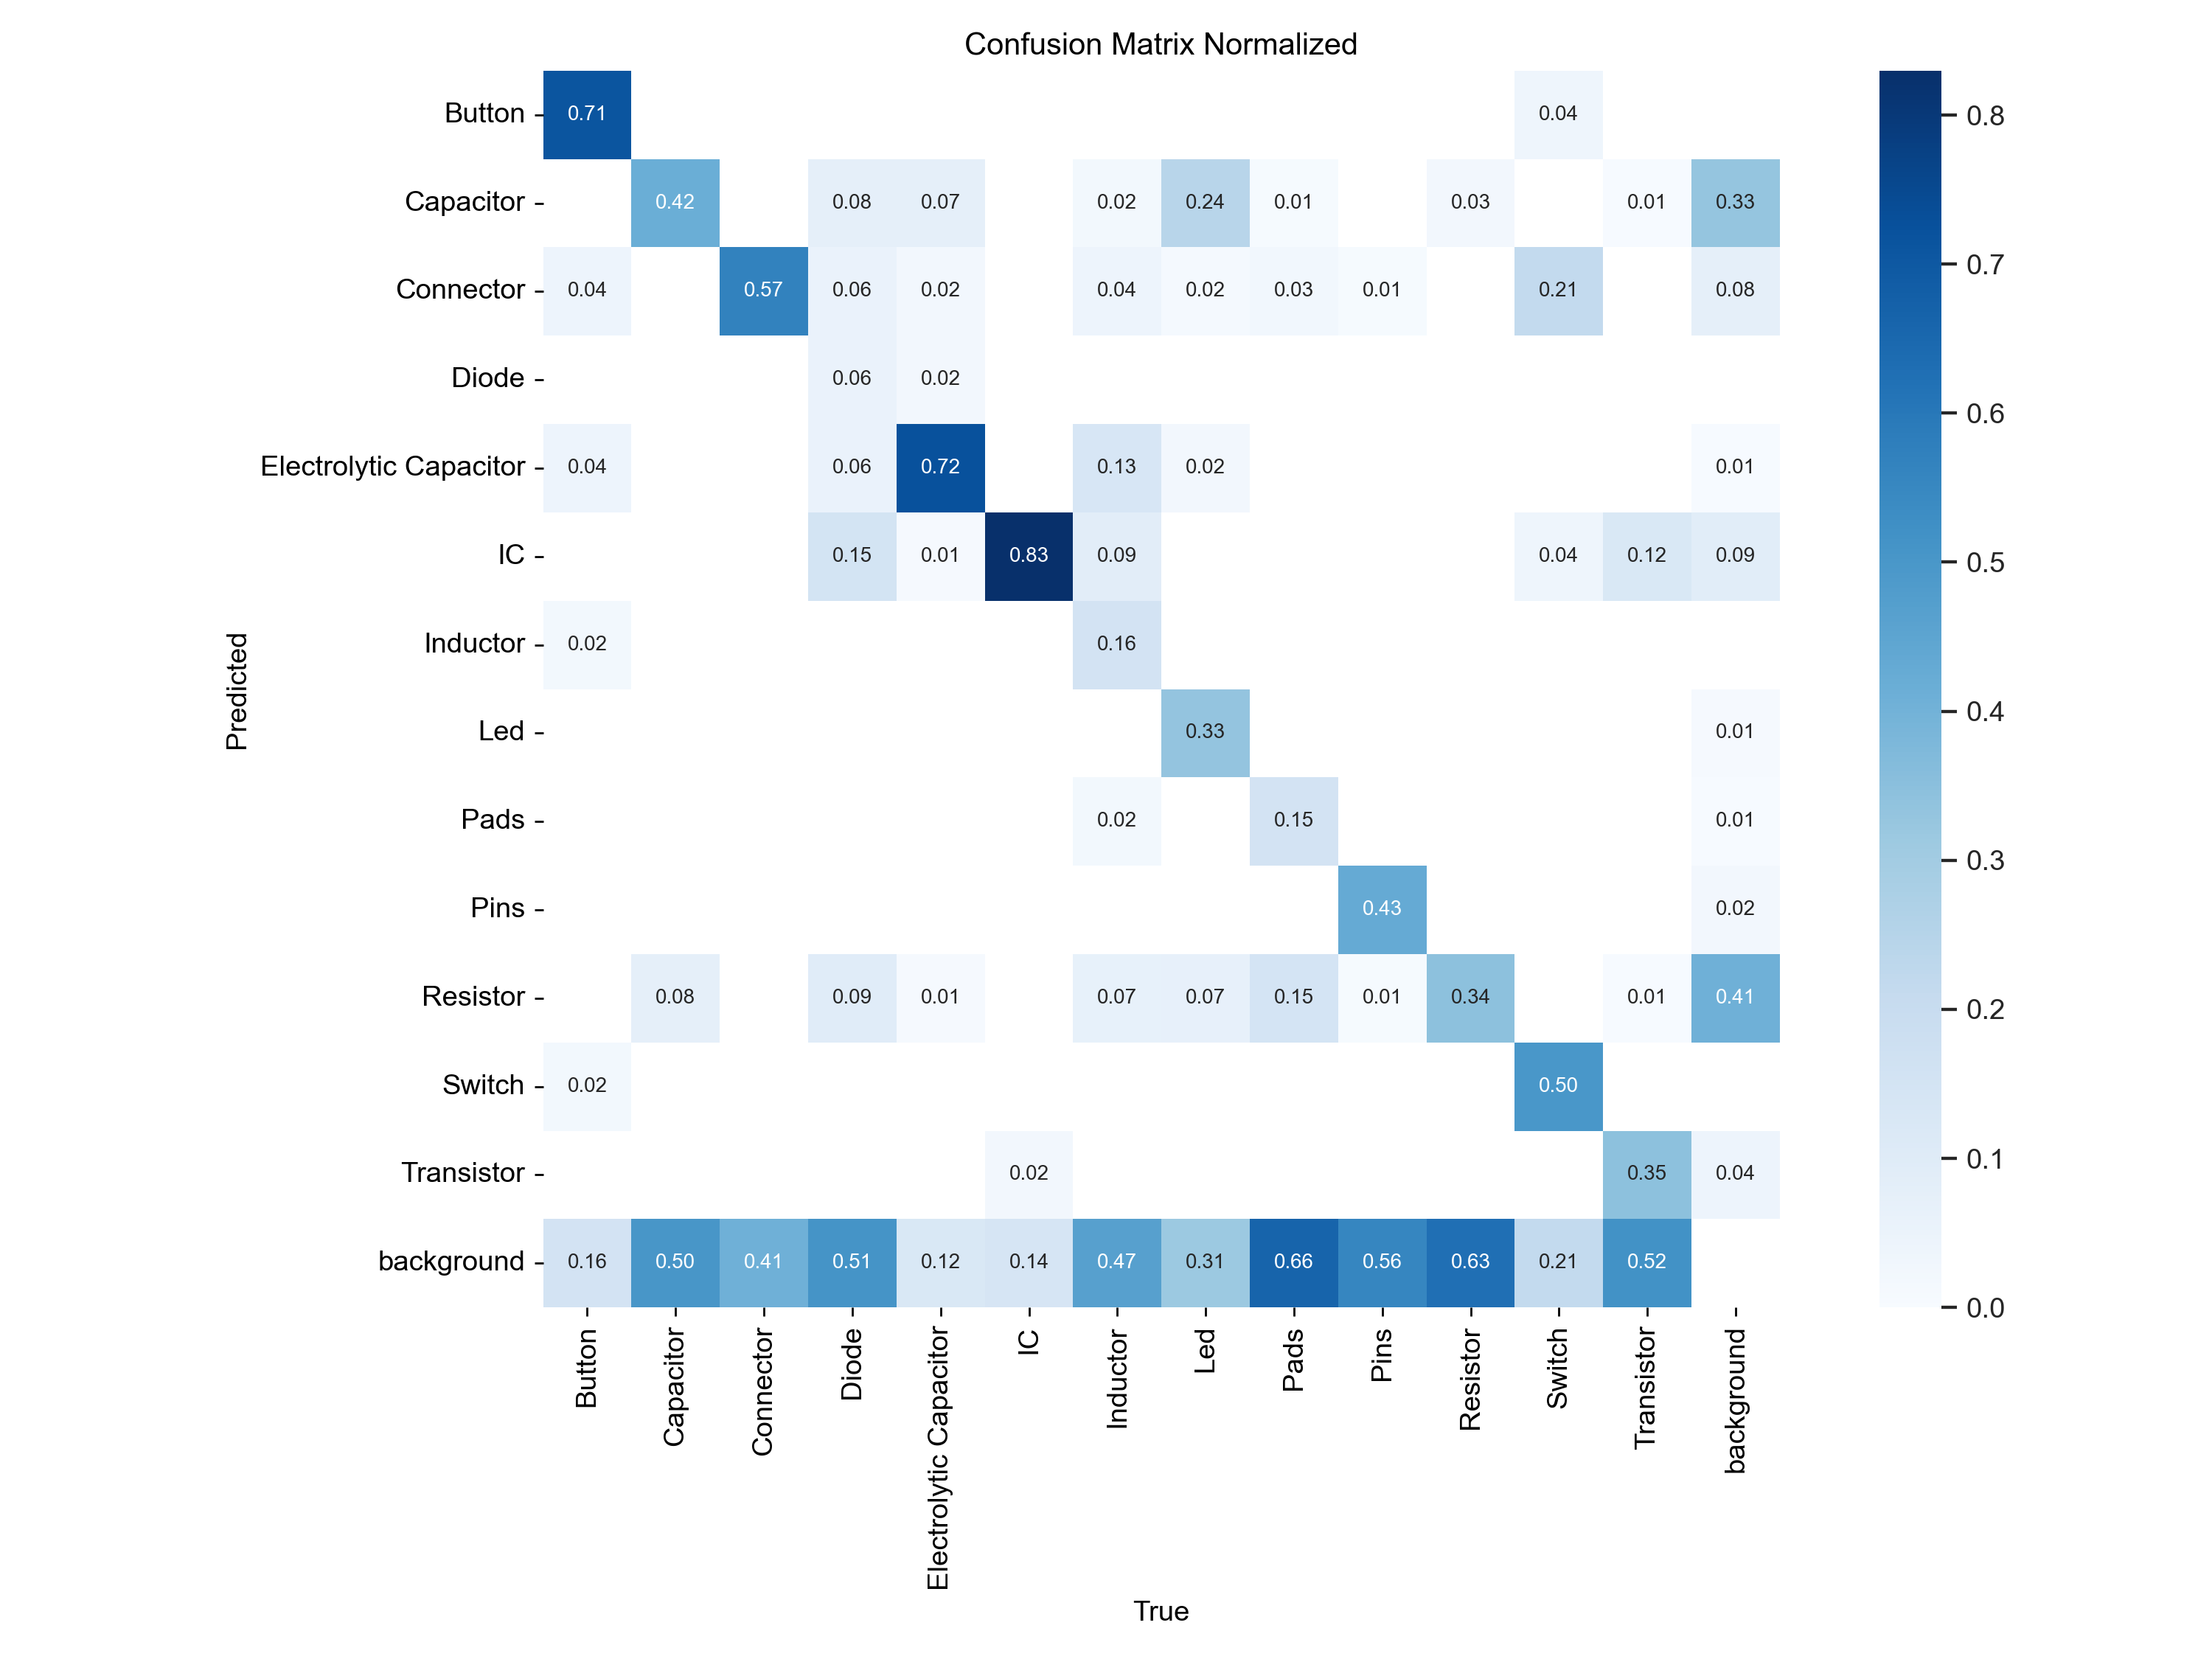 Confusion Matrix Normalized
Button 0.71 0.04
Capacitor 0.42 0.08 0.07 0.02 0.24 0.01 0.03 0.01 0.33
Connector 0.04 0.57 0.06 0.02 0.04 0.02 0.03 0.01 0.21 0.08
Diode 0.06 0.02
Electrolytic Capacitor 0.04 0.06 0.72 0.13 0.02 0.01
IC 0.15 0.01 0.83 0.09 0.04 0.12 0.09
Inductor 0.02 0.16
Led 0.33 0.01
Pads 0.02 0.15 0.01
Pins 0.43 0.02
Resistor 0.08 0.09 0.01 0.07 0.07 0.15 0.01 0.34 0.01 0.41
Switch 0.02 0.50
Transistor 0.02 0.35 0.04
background 0.16 0.50 0.41 0.51 0.12 0.14 0.47 0.31 0.66 0.56 0.63 0.21 0.52
Predicted
Button
Capacitor
Connector
Diode
Electrolytic Capacitor
IC
Inductor
Led
Pads
Pins
Resistor
Switch
Transistor
background
True
0.8
0.7
0.6
0.5
0.4
0.3
0.2
0.1
0.0